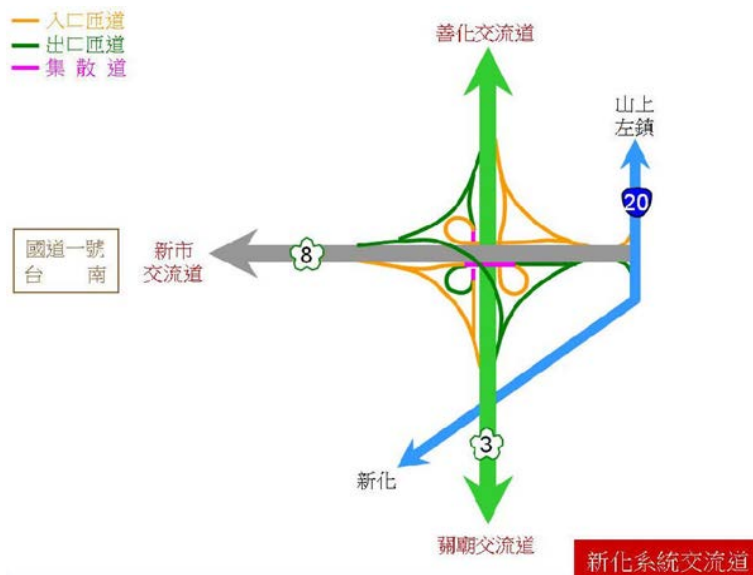 入口匝道
出口匝道
集散道
善化交流道
山上
左鎮
20
國道一號
台南
新市
交流道
8
3
新化
關廟交流道
新化系統交流道